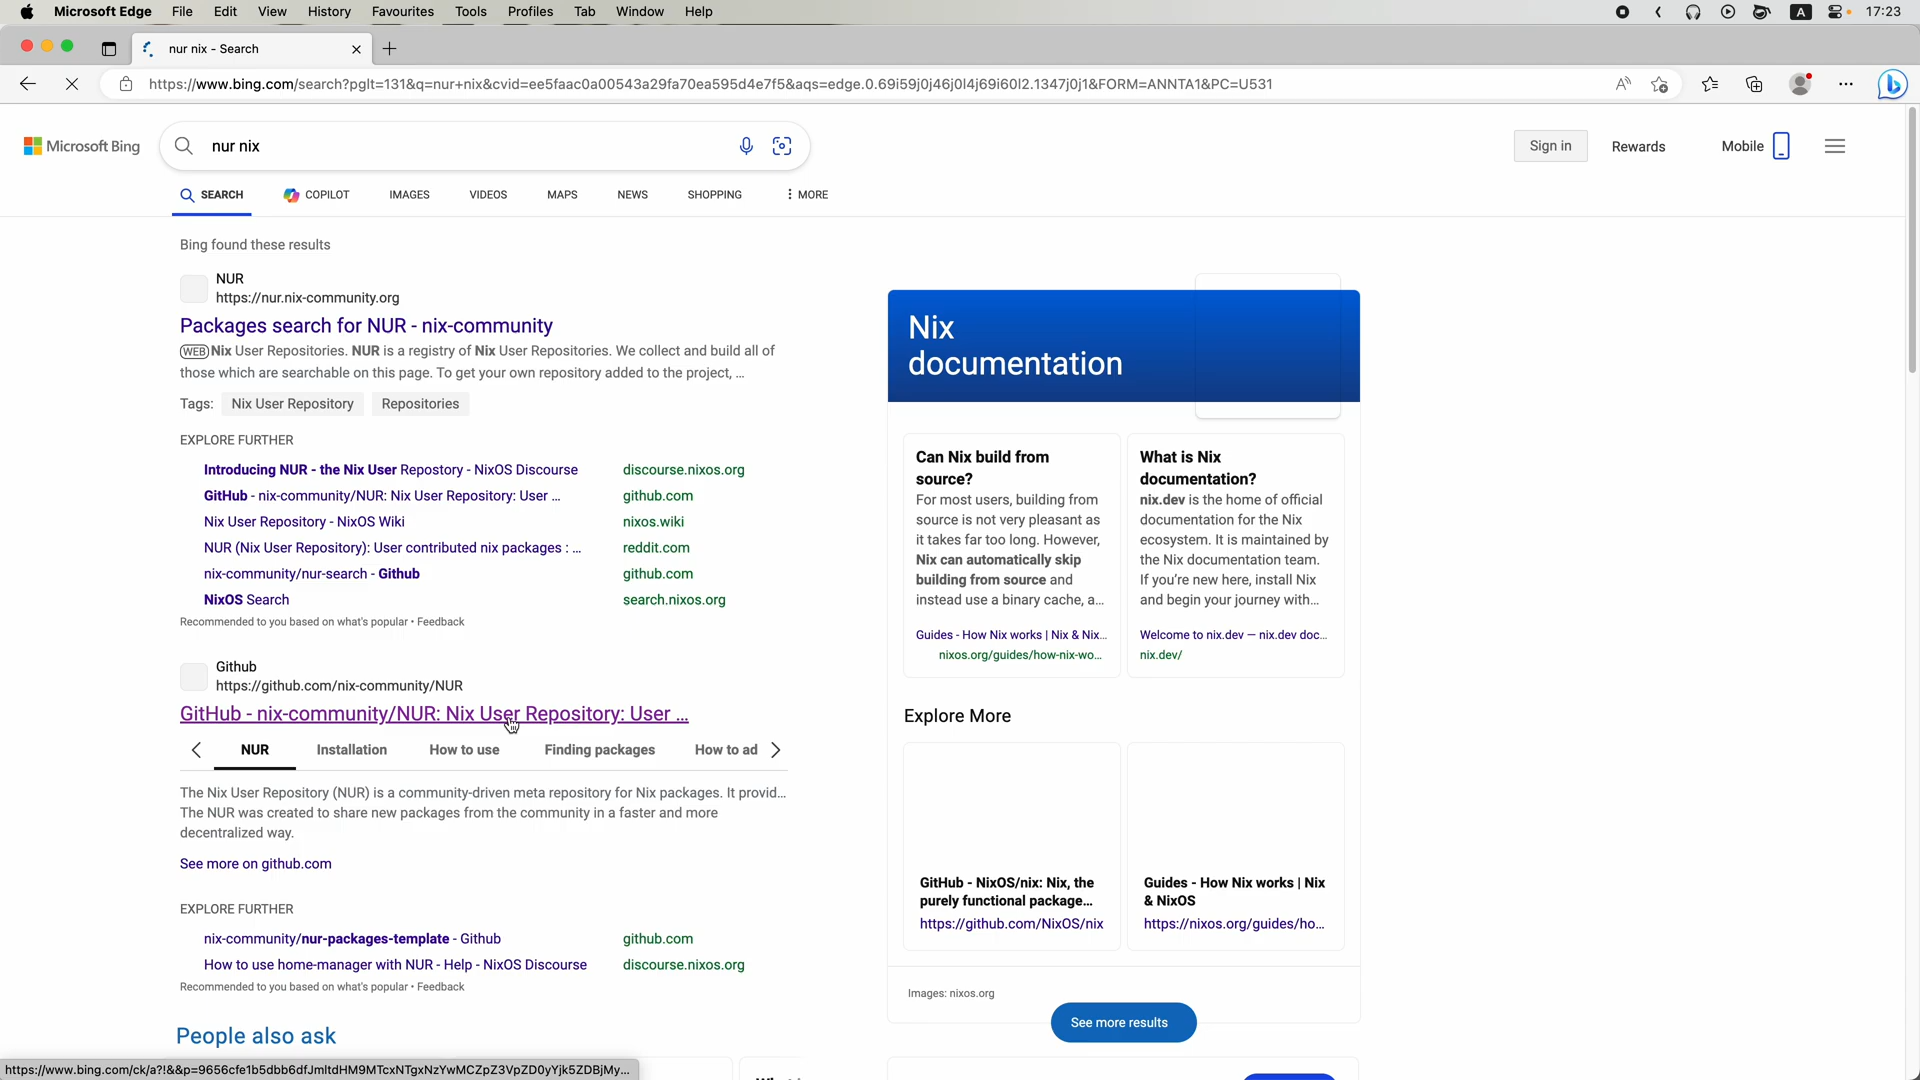 Microsoft Edge File Edit View History Favourites Tools Profiles Tab Window Help A 17:23
nur nix - Search
https://www.bing.com/search?pglt=131&q=nur+nix&cvid=ee5faac0a00543a29fa70ea595d4e7f5&aqs=edge.0.69i59j0j46j0l4j69i60l2.1347j0j1&FORM=ANNTA1&PC=U531
Microsoft Bing nur nix Sign in Rewards Mobile
SEARCH COPILOT IMAGES VIDEOS MAPS NEWS SHOPPING MORE
Bing found these results
NUR
https://nur.nix-community.org
Packages search for NUR - nix-community
WEB Nix User Repositories. NUR is a registry of Nix User Repositories. We collect and build all of
those which are searchable on this page. To get your own repository added to the project, ...
Tags: Nix User Repository Repositories
EXPLORE FURTHER
Introducing NUR - the Nix User Repostory - NixOS Discourse discourse.nixos.org
GitHub - nix-community/NUR: Nix User Repository: User ... github.com
Nix User Repository - NixOS Wiki nixos.wiki
NUR (Nix User Repository): User contributed nix packages : ... reddit.com
nix-community/nur-search - Github github.com
NixOS Search search.nixos.org
Recommended to you based on what's popular • Feedback
Github
https://github.com/nix-community/NUR
GitHub - nix-community/NUR: Nix User Repository: User ...
NUR Installation How to use Finding packages How to ad
The Nix User Repository (NUR) is a community-driven meta repository for Nix packages. It provid...
The NUR was created to share new packages from the community in a faster and more
decentralized way.
See more on github.com
EXPLORE FURTHER
nix-community/nur-packages-template - Github github.com
How to use home-manager with NUR - Help - NixOS Discourse discourse.nixos.org
Recommended to you based on what's popular • Feedback
People also ask
https://www.bing.com/ck/a?!&&p=9656cfe1b5dbb6dfJmltdHM9MTcxNTgxNzYwMCZpZ3VpZD0yYjk5ZDBjMy...
Nix
documentation
Can Nix build from
source?
For most users, building from
source is not very pleasant as
it takes far too long. However,
Nix can automatically skip
building from source and
instead use a binary cache, a...
Guides - How Nix works | Nix & Nix...
nixos.org/guides/how-nix-wo...
What is Nix
documentation?
nix.dev is the home of official
documentation for the Nix
ecosystem. It is maintained by
the Nix documentation team.
If you're new here, install Nix
and begin your journey with...
Welcome to nix.dev — nix.dev doc...
nix.dev/
Explore More
GitHub - NixOS/nix: Nix, the
purely functional package...
https://github.com/NixOS/nix
Guides - How Nix works | Nix
& NixOS
https://nixos.org/guides/ho...
Images: nixos.org
See more results